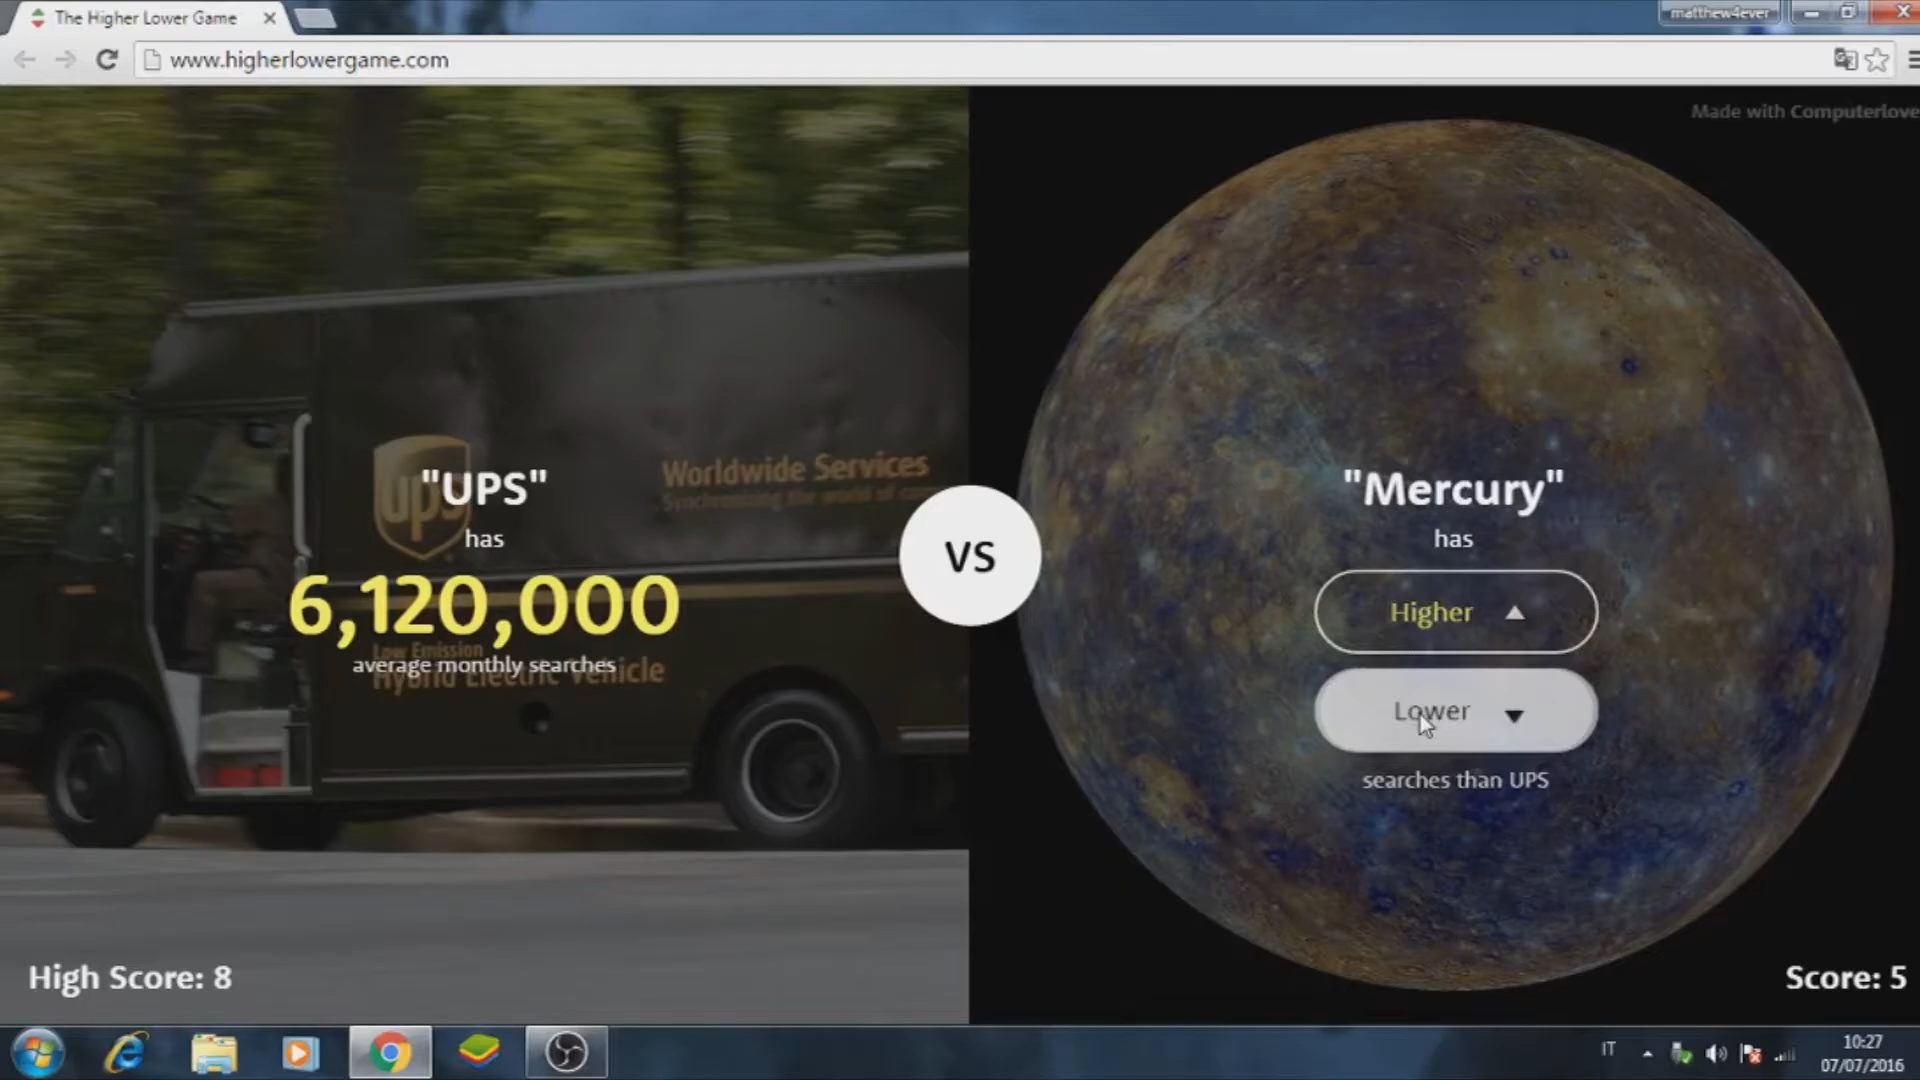 The Higher Lower Game
matthew4ever
www.higherlowergame.com
Made with Computerlove
ups
Worldwide Services
"UPS"
has
6,120,000
Low Emission
average monthly searches
Hybrid Electric Vehicle
VS
"Mercury"
has
Higher
Lower
searches than UPS
High Score: 8
Score: 5
IT
10:27
07/07/2016